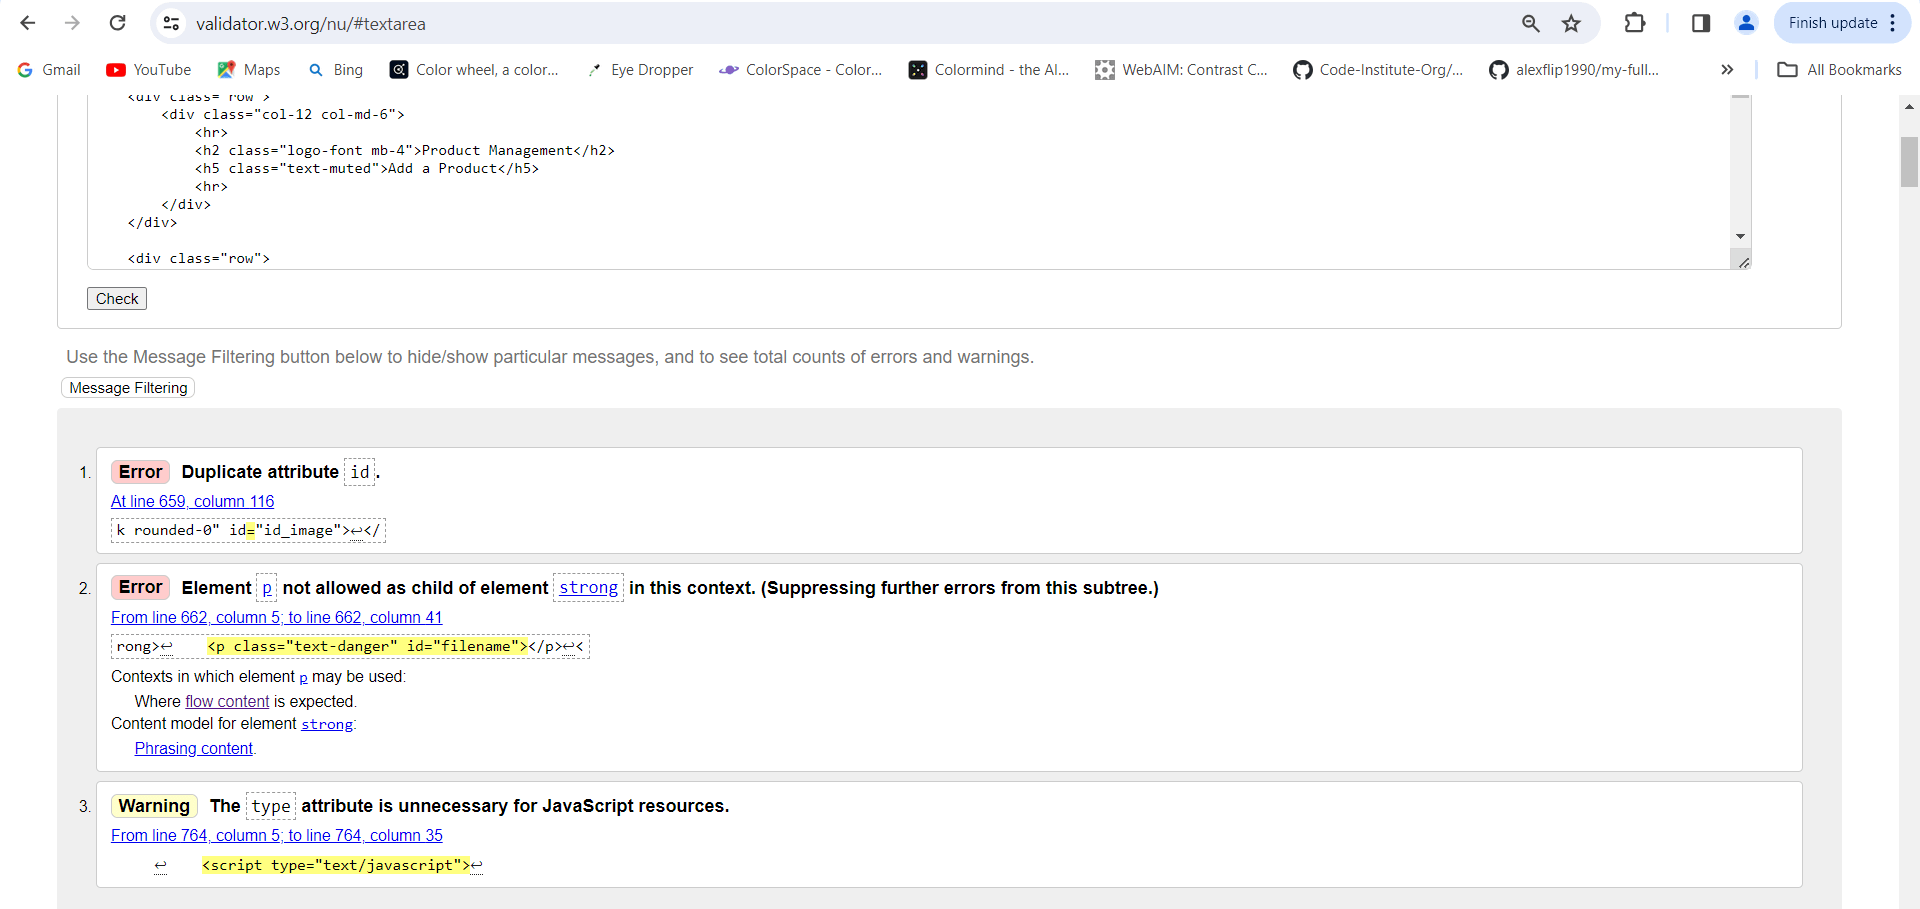 validator.w3.org/nu/#textarea
Finish update
Gmail YouTube Maps Bing Color wheel, a color... Eye Dropper ColorSpace - Color... Colormind - the AI... WebAIM: Contrast C... Code-Institute-Org/... alexflip1990/my-full... » All Bookmarks
<div class="row">
<div class="col-12 col-md-6">
<hr>
<h2 class="logo-font mb-4">Product Management</h2>
<h5 class="text-muted">Add a Product</h5>
<hr>
</div>
</div>
<div class="row">
Check
Use the Message Filtering button below to hide/show particular messages, and to see total counts of errors and warnings.
Message Filtering
1. Error Duplicate attribute id.
At line 659, column 116
k rounded-0" id="id_image">↩</
2. Error Element p not allowed as child of element strong in this context. (Suppressing further errors from this subtree.)
From line 662, column 5; to line 662, column 41
rong>↩ <p class="text-danger" id="filename"></p>↩<
Contexts in which element p may be used:
Where flow content is expected.
Content model for element strong:
Phrasing content.
3. Warning The type attribute is unnecessary for JavaScript resources.
From line 764, column 5; to line 764, column 35
↩ <script type="text/javascript">↩